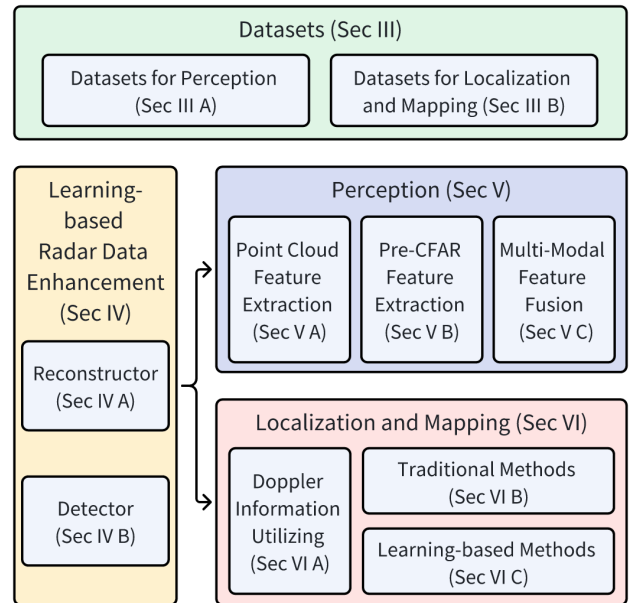 Datasets (Sec III)
Datasets for Perception
(Sec III A)
Datasets for Localization
and Mapping (Sec III B)
Learning-
based
Radar Data
Enhancement
(Sec IV)
Reconstructor
(Sec IV A)
Detector
(Sec IV B)
Perception (Sec V)
Point Cloud
Feature
Extraction
(Sec V A)
Pre-CFAR
Feature
Extraction
(Sec V B)
Multi-Modal
Feature
Fusion
(Sec V C)
Localization and Mapping (Sec VI)
Doppler
Information
Utilizing
(Sec VI A)
Traditional Methods
(Sec VI B)
Learning-based Methods
(Sec VI C)